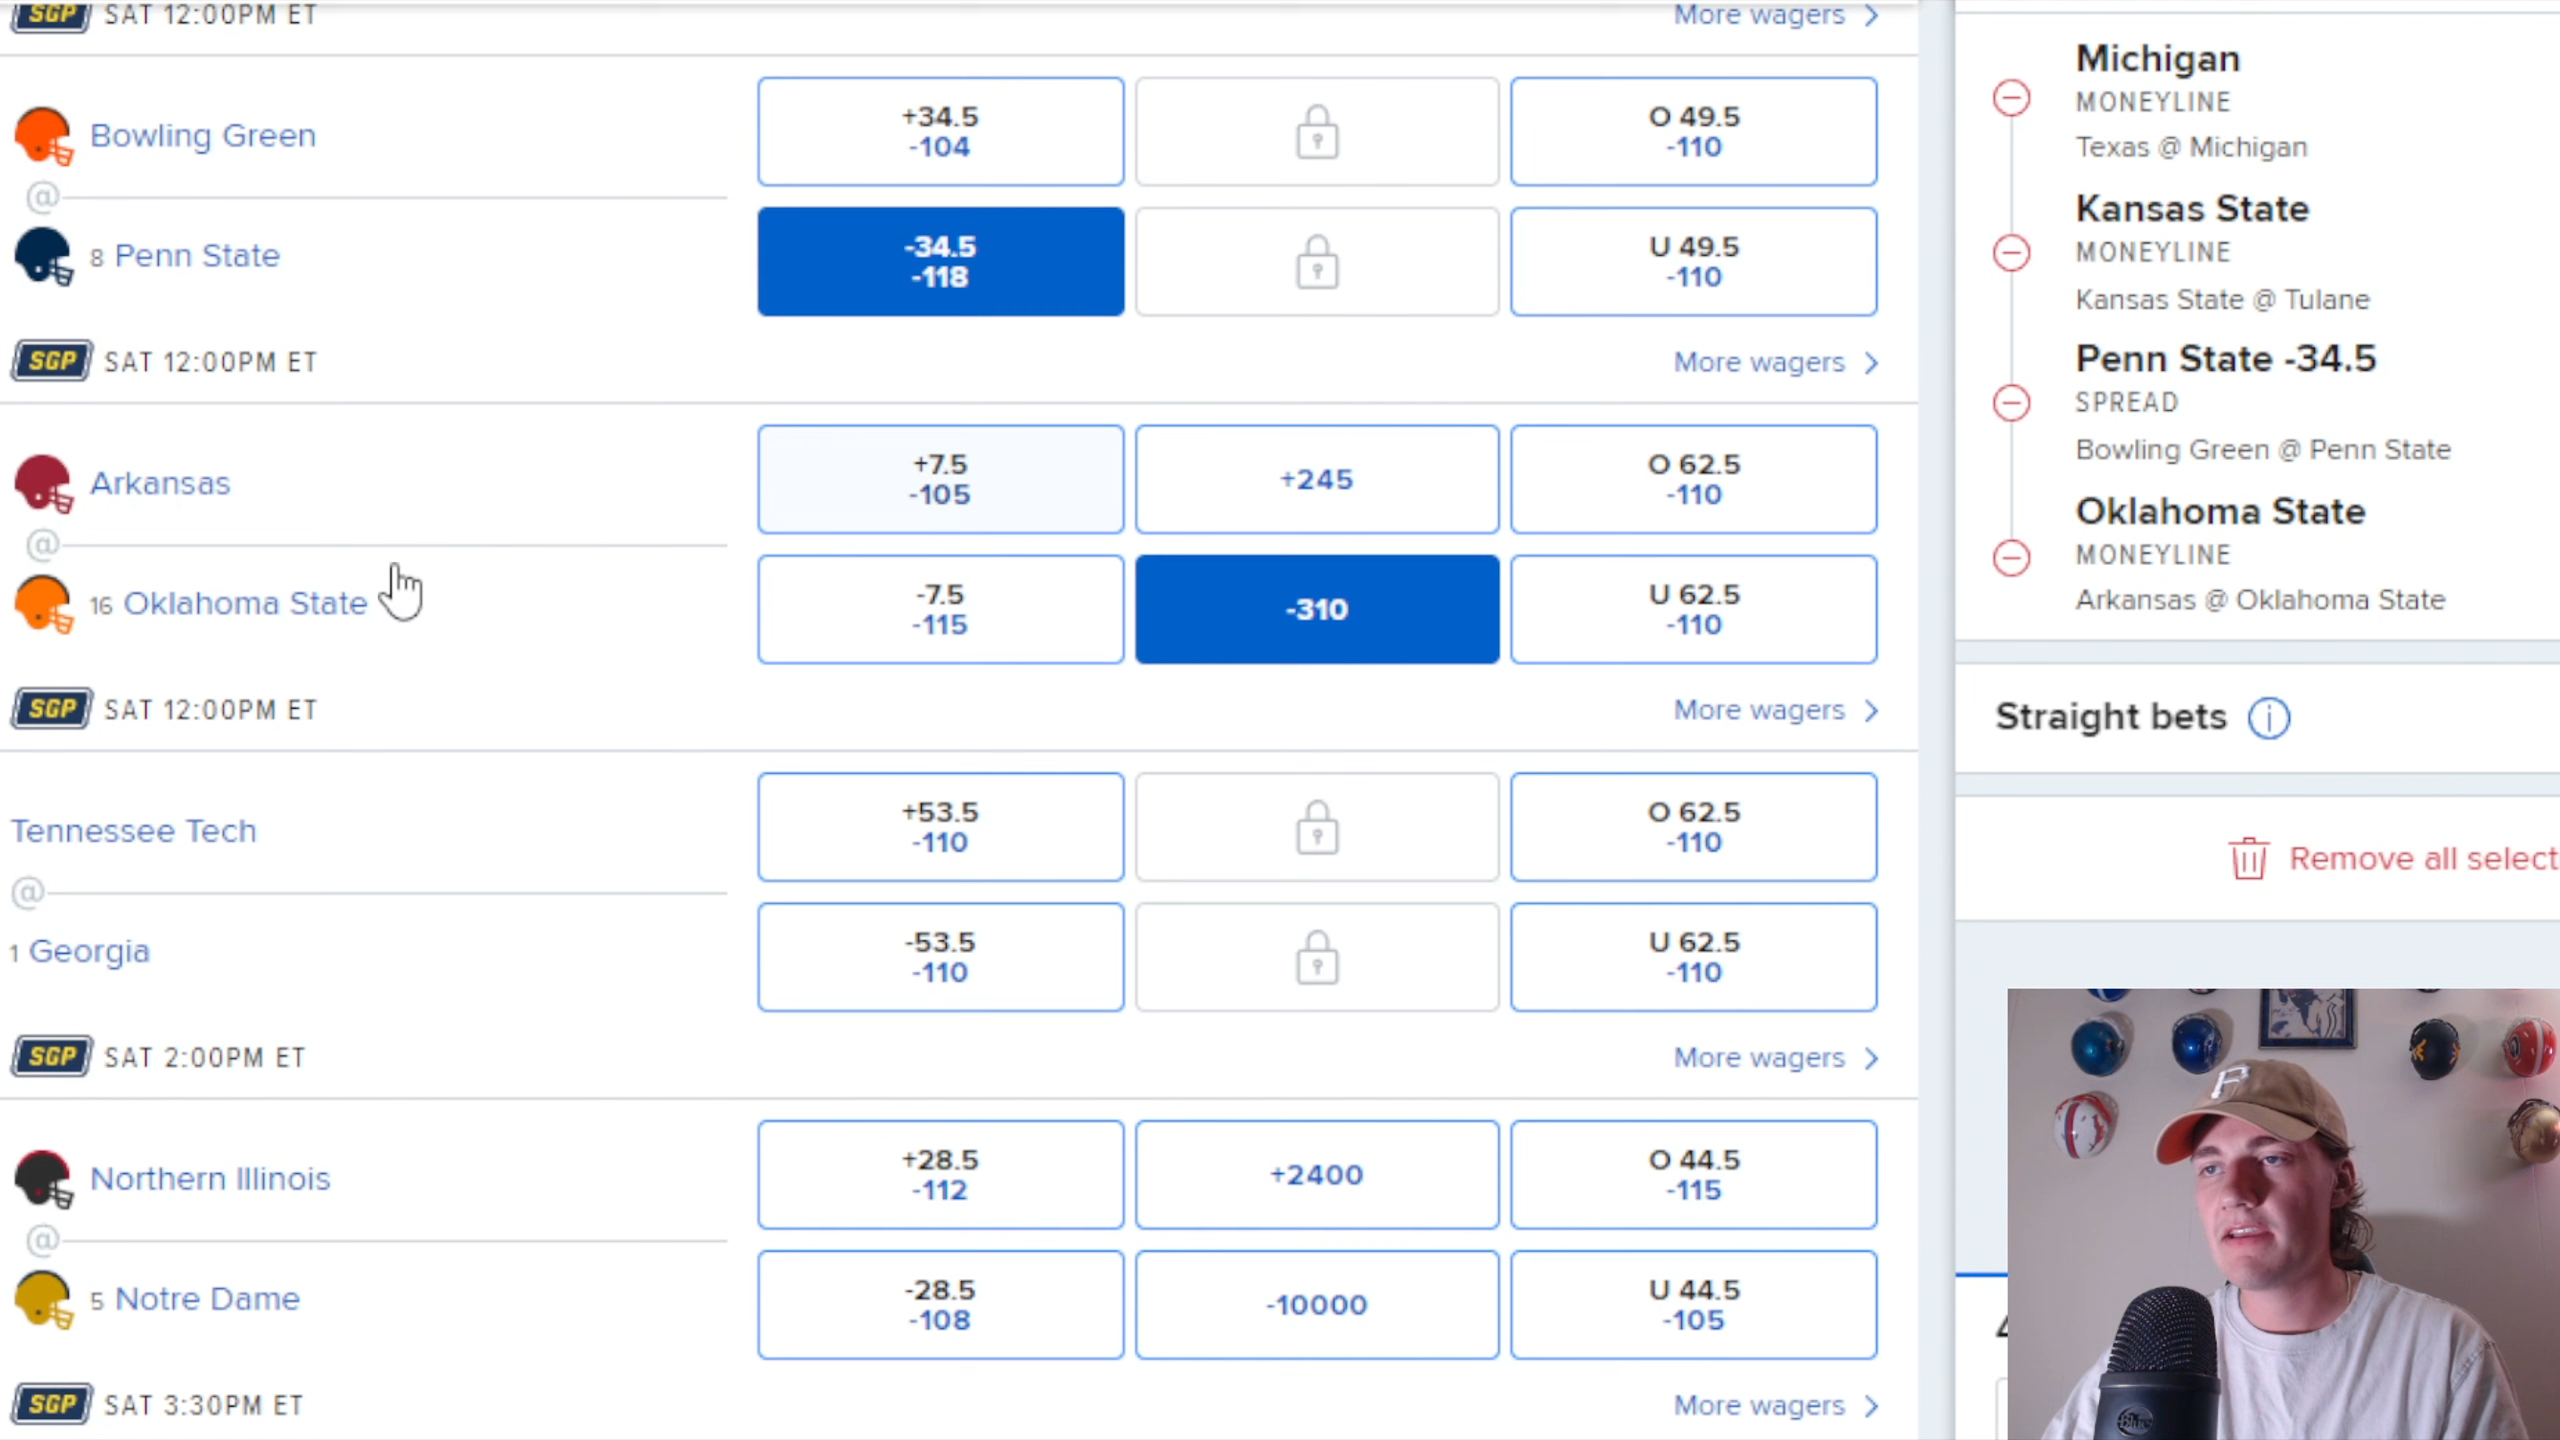 SGP SAT 12:00PM ET More wagers >
Bowling Green
@
8 Penn State
+34.5
-104
O 49.5
-110
-34.5
-118
U 49.5
-110
SGP SAT 12:00PM ET More wagers >
Arkansas
@
16 Oklahoma State
+7.5
-105
+245
O 62.5
-110
-7.5
-115
-310
U 62.5
-110
SGP SAT 12:00PM ET More wagers >
Tennessee Tech
@
1 Georgia
+53.5
-110
O 62.5
-110
-53.5
-110
U 62.5
-110
SGP SAT 2:00PM ET More wagers >
Northern Illinois
@
5 Notre Dame
+28.5
-112
+2400
O 44.5
-115
-28.5
-108
-10000
U 44.5
-105
SGP SAT 3:30PM ET More wagers >
Michigan
MONEYLINE
Texas @ Michigan
Kansas State
MONEYLINE
Kansas State @ Tulane
Penn State -34.5
SPREAD
Bowling Green @ Penn State
Oklahoma State
MONEYLINE
Arkansas @ Oklahoma State
Straight bets
Remove all select
P
Blue